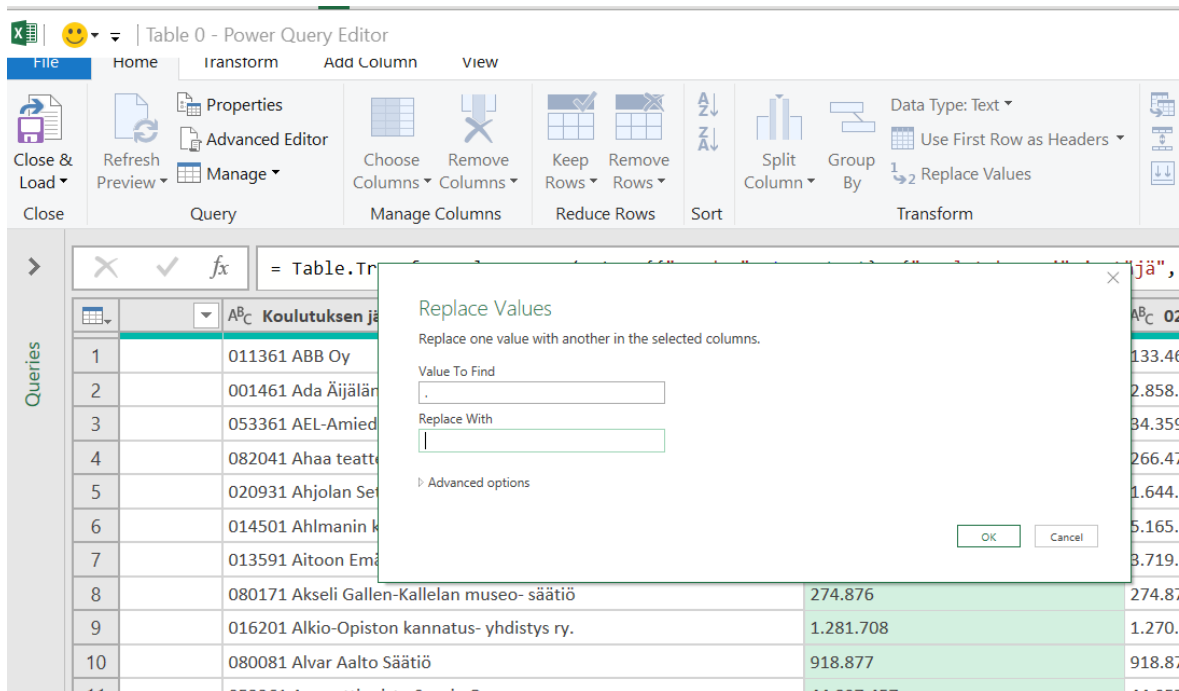 Table 0 - Power Query Editor
File Home Transform Add Column View
Close & Load
Refresh Preview
Properties
Advanced Editor
Manage
Choose Columns
Remove Columns
Keep Rows
Remove Rows
Split Column
Group By
Data Type: Text
Use First Row as Headers
Replace Values
Close Query Manage Columns Reduce Rows Sort Transform
fx = Table.Tr
jä",
Queries
Replace Values
Replace one value with another in the selected columns.
Value To Find
.
Replace With
Advanced options
OK Cancel
ABC Koulutuksen jä ABC 02
1 011361 ABB Oy 133.46
2 001461 Ada Äijälän 2.858.
3 053361 AEL-Amied 34.359
4 082041 Ahaa teatte 266.47
5 020931 Ahjolan Set 1.644.
6 014501 Ahlmanin k 5.165.
7 013591 Aitoon Emä 3.719.
8 080171 Akseli Gallen-Kallelan museo- säätiö 274.876 274.87
9 016201 Alkio-Opiston kannatus- yhdistys ry. 1.281.708 1.270.
10 080081 Alvar Aalto Säätiö 918.877 918.87